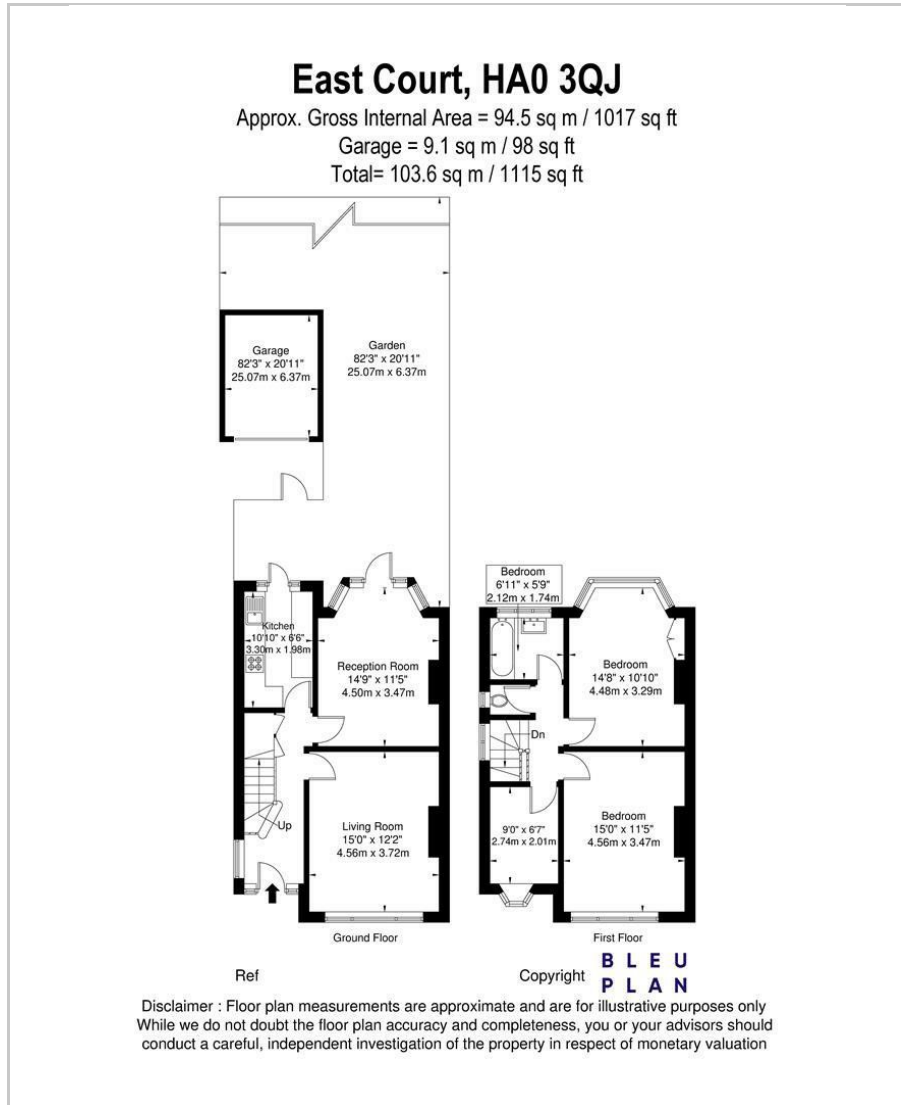 East Court, HA0 3QJ
Approx. Gross Internal Area = 94.5 sq m / 1017 sq ft
Garage = 9.1 sq m / 98 sq ft
Total= 103.6 sq m / 1115 sq ft
Garage
82'3" x 20'11"
25.07m x 6.37m
Garden
82'3" x 20'11"
25.07m x 6.37m
Kitchen
10'10" x 6'6"
3.30m x 1.98m
Reception Room
14'9" x 11'5"
4.50m x 3.47m
Up
Living Room
15'0" x 12'2"
4.56m x 3.72m
Ground Floor
Bedroom
6'11" x 5'9"
2.12m x 1.74m
Bedroom
14'8" x 10'10"
4.48m x 3.29m
Dn
9'0" x 6'7"
2.74m x 2.01m
Bedroom
15'0" x 11'5"
4.56m x 3.47m
First Floor
Ref
Copyright
BLEU
PLAN
Disclaimer : Floor plan measurements are approximate and are for illustrative purposes only
While we do not doubt the floor plan accuracy and completeness, you or your advisors should
conduct a careful, independent investigation of the property in respect of monetary valuation